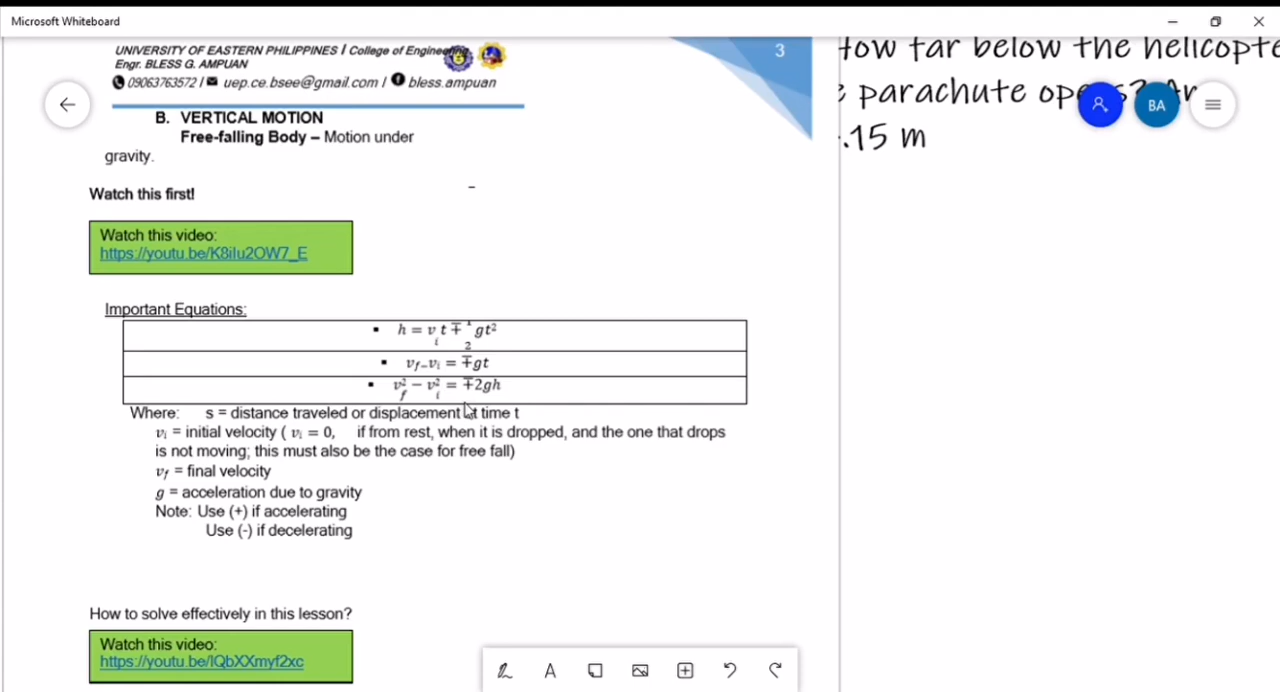 Microsoft Whiteboard
UNIVERSITY OF EASTERN PHILIPPINES / College of Engineering
Engr. BLESS G. AMPUAN
09063763572 / uep.ce.bsee@gmail.com / bless.ampuan
3
B. VERTICAL MOTION
Free-falling Body – Motion under
gravity.
Watch this first!
Watch this video:
https://youtu.be/K8iIu2OW7_E
Important Equations:
▪ h = v_i t ∓ 1/2 gt²
▪ v_f – v_i = ∓gt
▪ v_f² − v_i² = ∓2gh
Where: s = distance traveled or displacement at time t
v_i = initial velocity ( v_i = 0, if from rest, when it is dropped, and the one that drops
is not moving; this must also be the case for free fall)
v_f = final velocity
g = acceleration due to gravity
Note: Use (+) if accelerating
Use (-) if decelerating
How to solve effectively in this lesson?
Watch this video:
https://youtu.be/lQbXXmyf2xc
How far below the helicopte
parachute opens? An
.15 m
BA
A